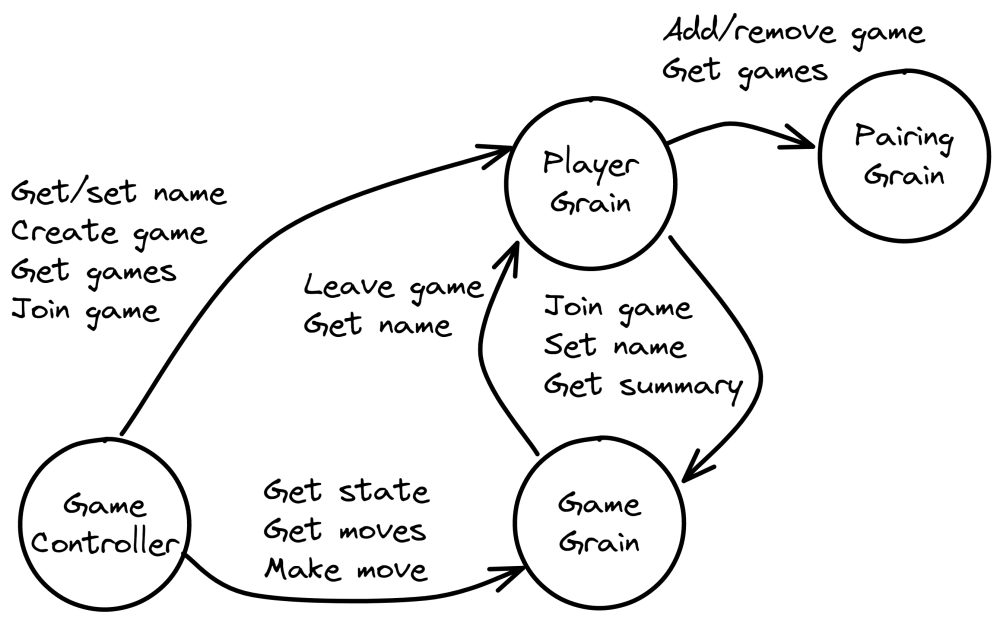 Add/remove game
Get games
Pairing
Grain
Player
Grain
Get/set name
Create game
Get games
Join game
Leave game
Get name
Join game
Set name
Get summary
Game
Controller
Get state
Get moves
Make move
Game
Grain